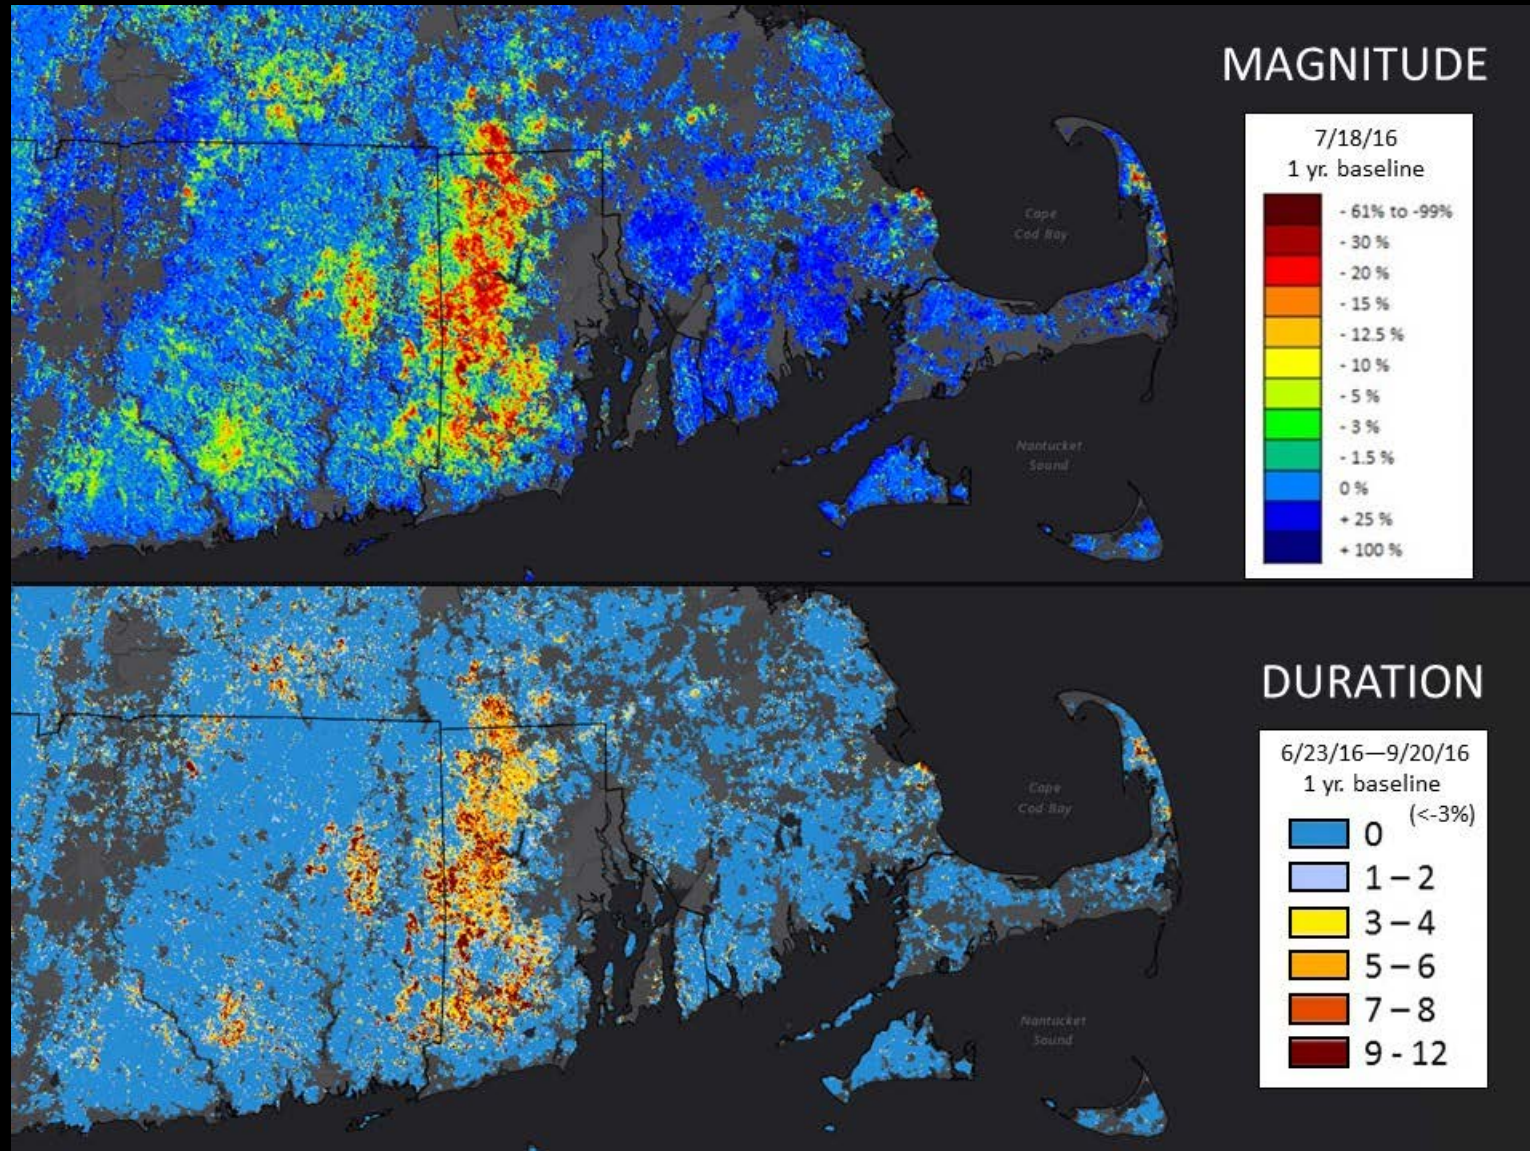 MAGNITUDE
7/18/16
1 yr. baseline
- 61% to -99%
- 30 %
- 20 %
- 15 %
- 12.5 %
- 10 %
- 5 %
- 3 %
- 1.5 %
0 %
+ 25 %
+ 100 %
Cape
Cod Bay
Nantucket
Sound
DURATION
6/23/16—9/20/16
1 yr. baseline
(<-3%)
0
1 – 2
3 – 4
5 – 6
7 – 8
9 - 12
Cape
Cod Bay
Nantucket
Sound